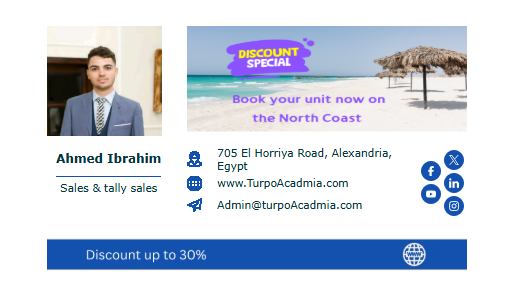 DISCOUNT
SPECIAL
Book your unit now on
the North Coast
Ahmed Ibrahim
Sales & tally sales
705 El Horriya Road, Alexandria,
Egypt
www.TurpoAcadmia.com
Admin@turpoAcadmia.com
Discount up to 30%
WWW